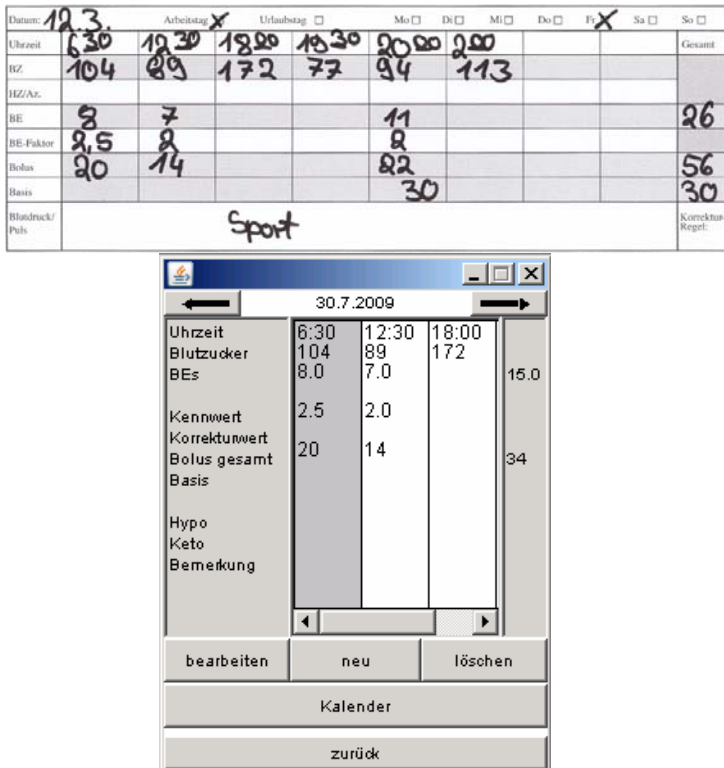 Datum: 12.3. Arbeitstag Urlaubstag Mo Di Mi Do Fr Sa So
Uhrzeit 6 30 12 30 18 00 19 30 20 00 2 00 Gesamt
BZ 104 89 172 77 94 113
HZ/Az.
BE 8 7 11 26
BE-Faktor 2,5 2 2
Bolus 20 14 22 56
Basis 30 30
Blutdruck/ Sport Korrektur-
Puls Regel:
30.7.2009
Uhrzeit 6:30 12:30 18:00
Blutzucker 104 89 172
BEs 8.0 7.0 15.0
Kennwert 2.5 2.0
Korrekturwert
Bolus gesamt 20 14 34
Basis
Hypo
Keto
Bemerkung
bearbeiten neu löschen
Kalender
zurück